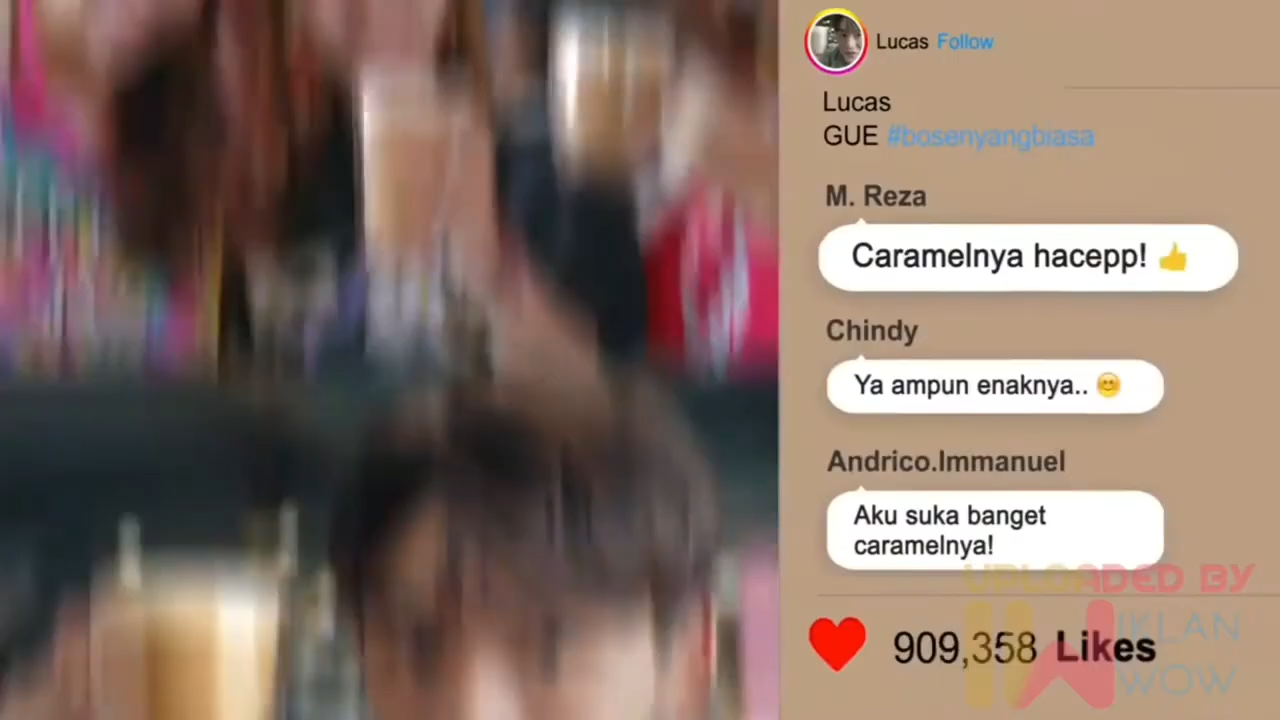 Lucas Follow
Lucas
GUE #bosenyangbiasa
M. Reza
Caramelnya hacepp! 👍
Chindy
Ya ampun enaknya.. 😊
Andrico.Immanuel
Aku suka banget
caramelnya!
909,358 Likes
UPLOADED BY
IKLAN
WOW